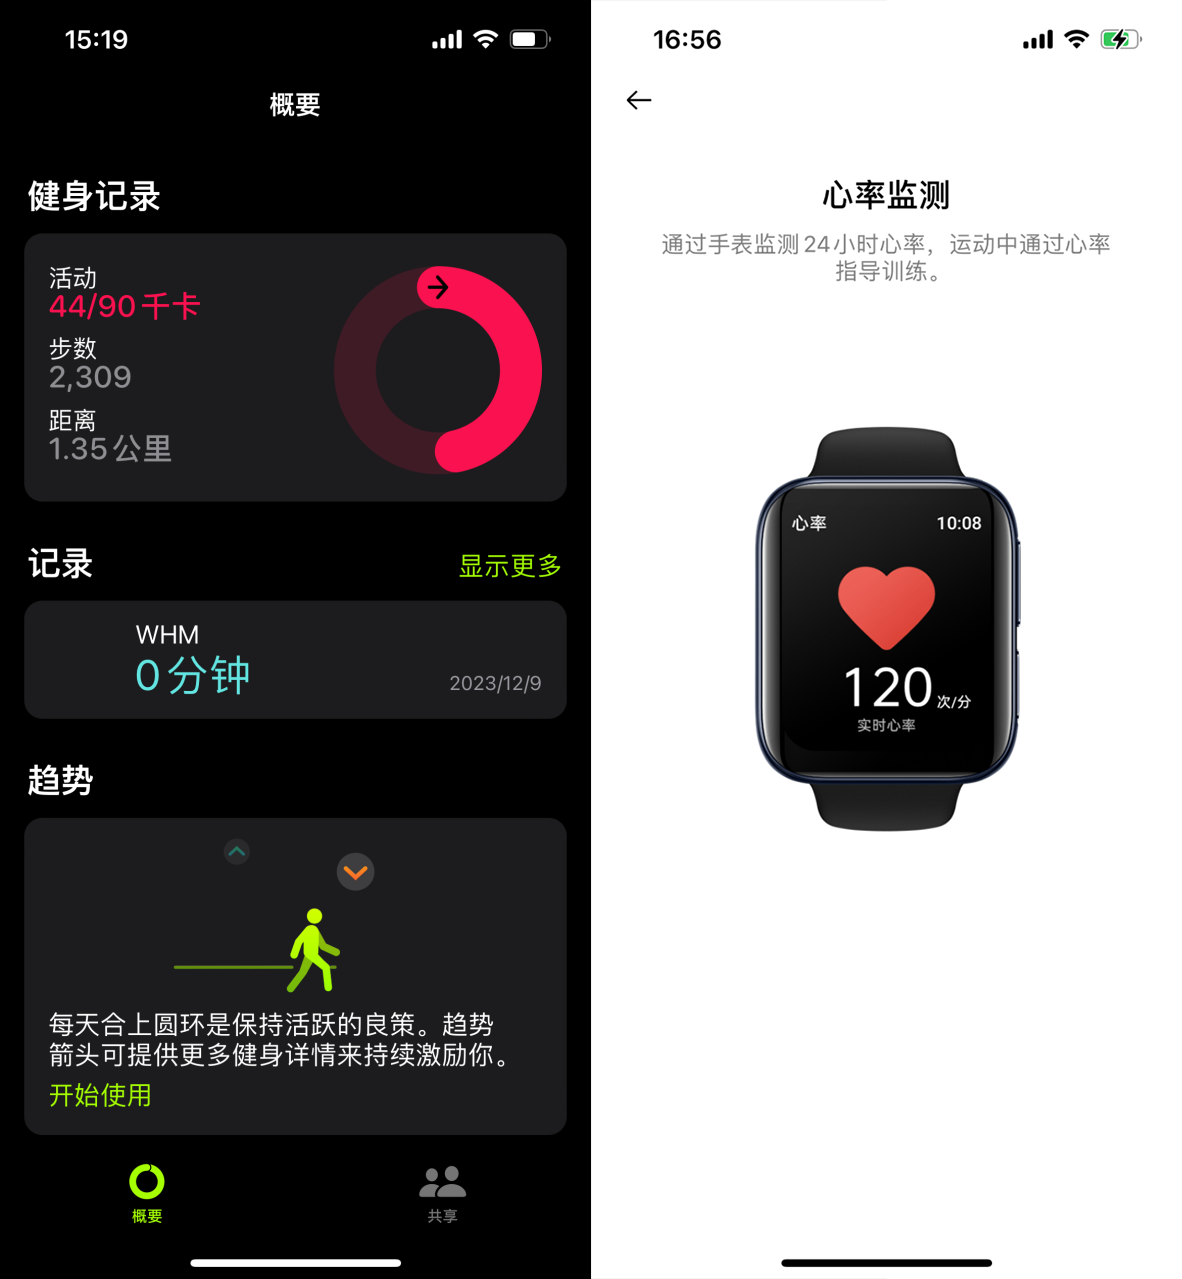 15:19
概要
健身记录
活动
44/90千卡
步数
2,309
距离
1.35公里
记录
显示更多
WHM
0分钟
2023/12/9
趋势
每天合上圆环是保持活跃的良策。趋势
箭头可提供更多健身详情来持续激励你。
开始使用
概要
共享
16:56
心率监测
通过手表监测24小时心率，运动中通过心率
指导训练。
心率
10:08
120次/分
实时心率